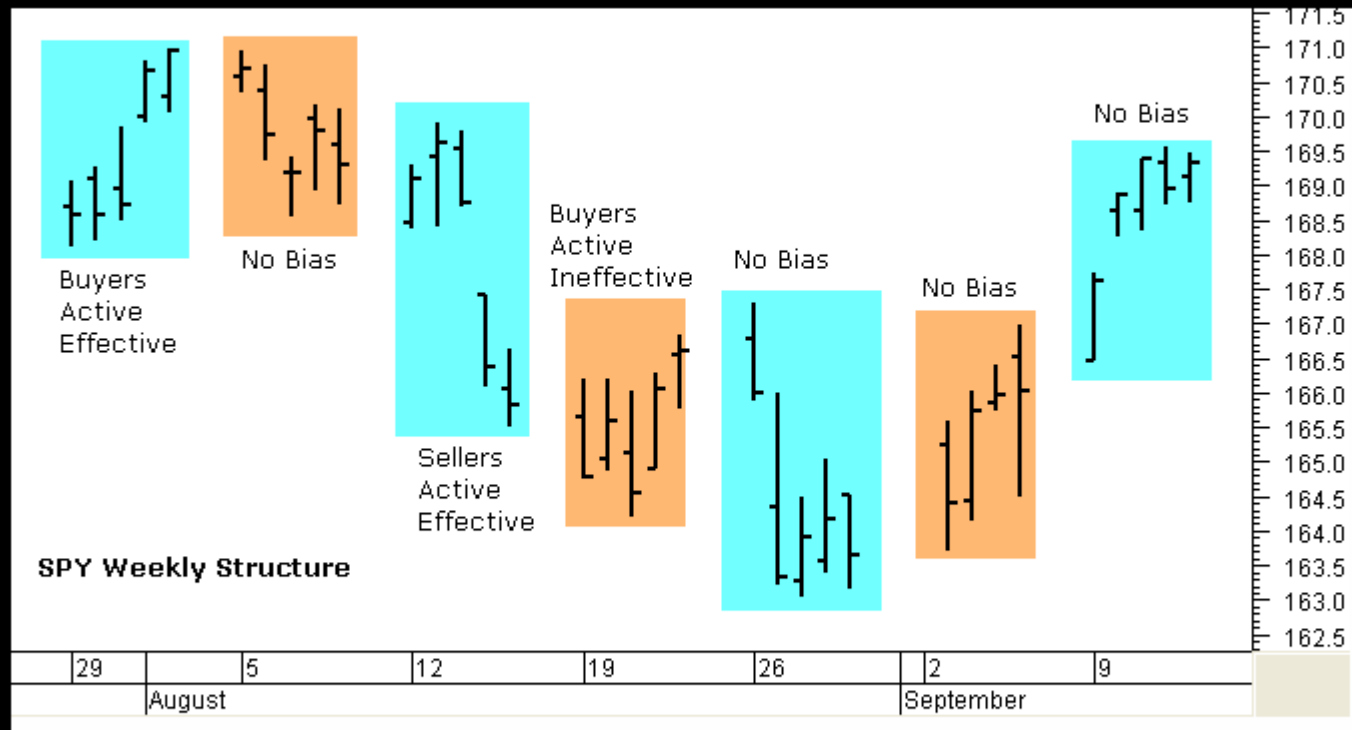 No Bias
Buyers
Active
Effective
No Bias
Sellers
Active
Effective
Buyers
Active
Ineffective
No Bias
No Bias
No Bias
SPY Weekly Structure
171.5
171.0
170.5
170.0
169.5
169.0
168.5
168.0
167.5
167.0
166.5
166.0
165.5
165.0
164.5
164.0
163.5
163.0
162.5
29 5 12 19 26 2 9
August September